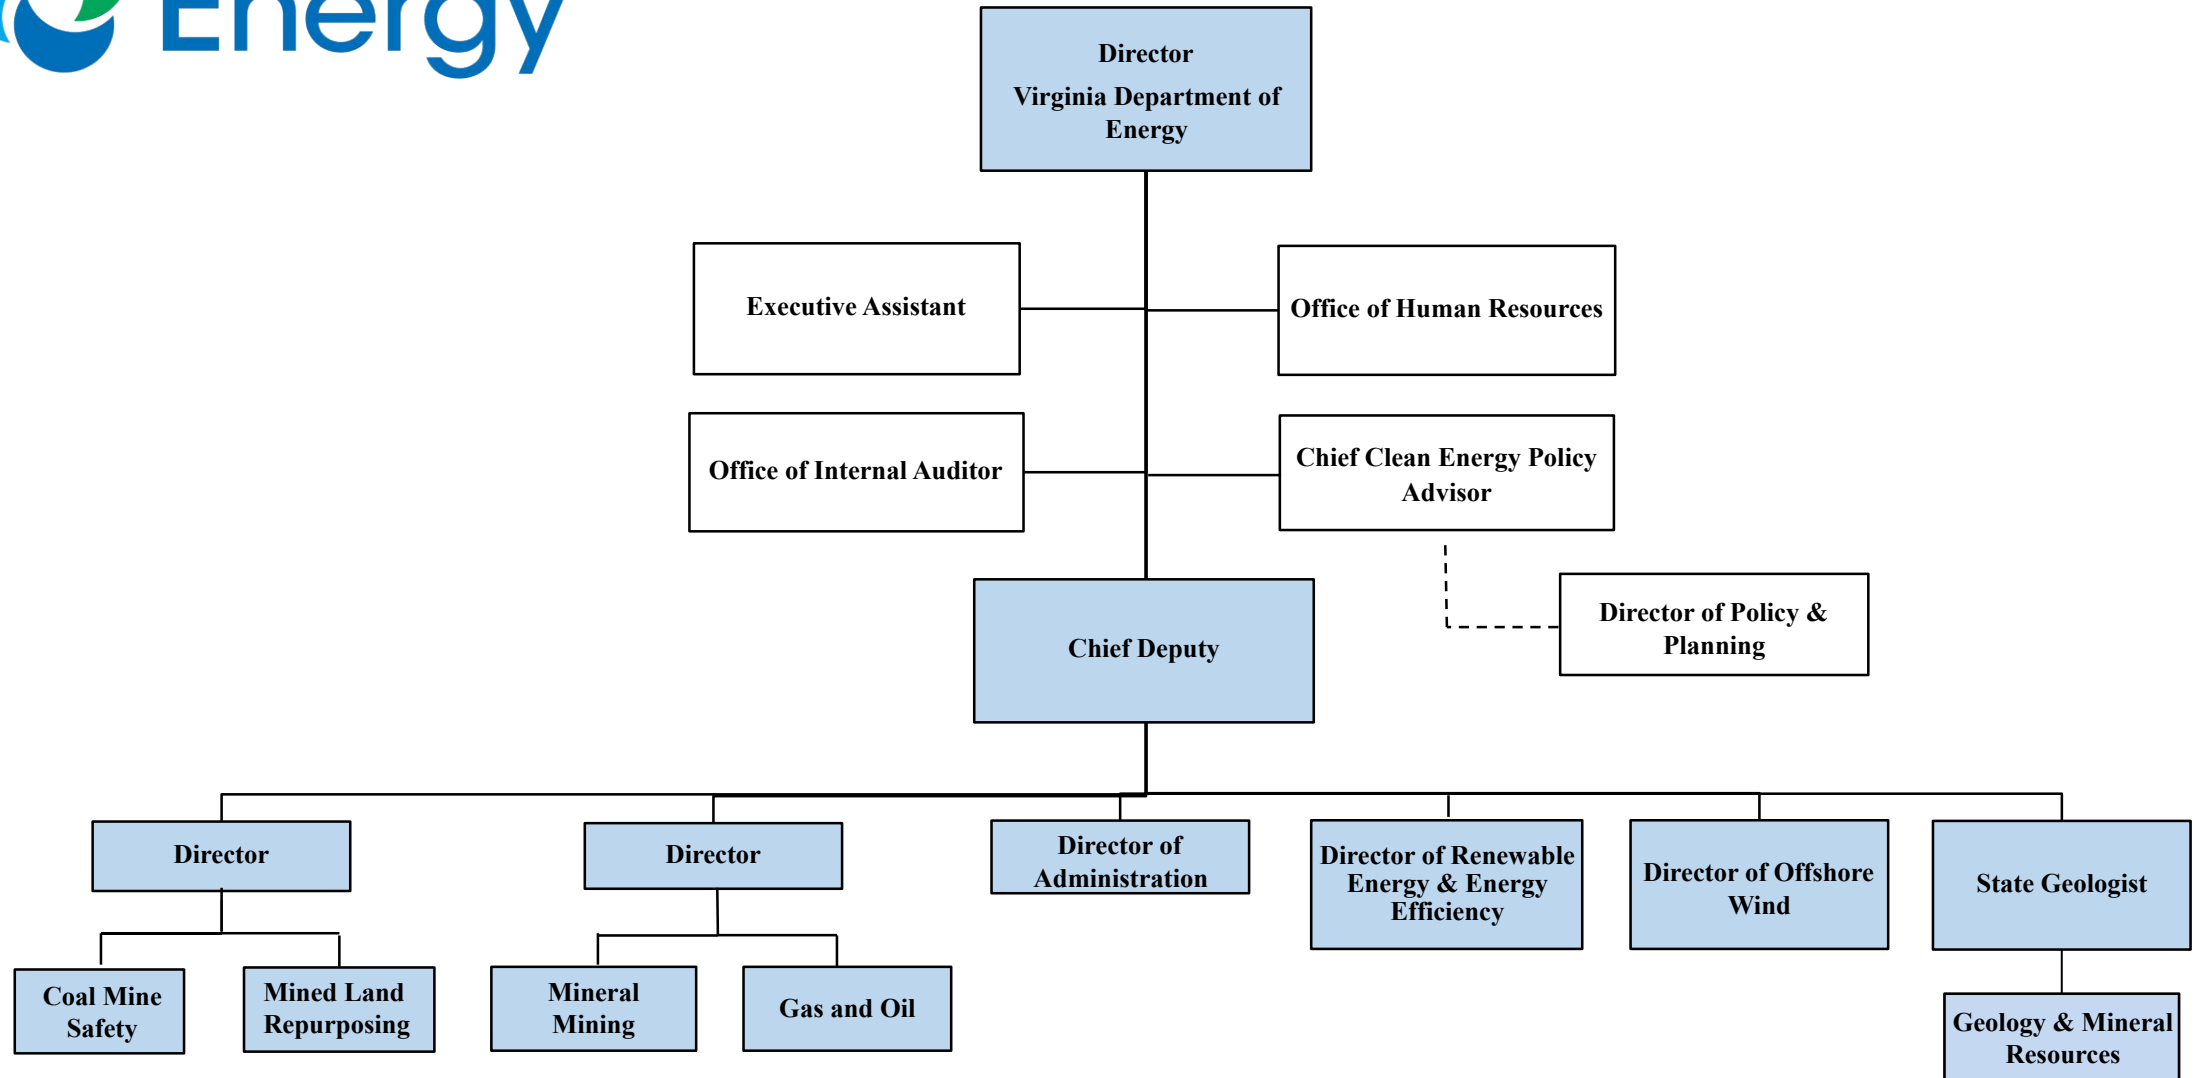 Energy
Director
Virginia Department of
Energy
Executive Assistant
Office of Human Resources
Office of Internal Auditor
Chief Clean Energy Policy
Advisor
Chief Deputy
Director of Policy &
Planning
Director
Director
Director of
Administration
Director of Renewable
Energy & Energy
Efficiency
Director of Offshore
Wind
State Geologist
Coal Mine
Safety
Mined Land
Repurposing
Mineral
Mining
Gas and Oil
Geology & Mineral
Resources